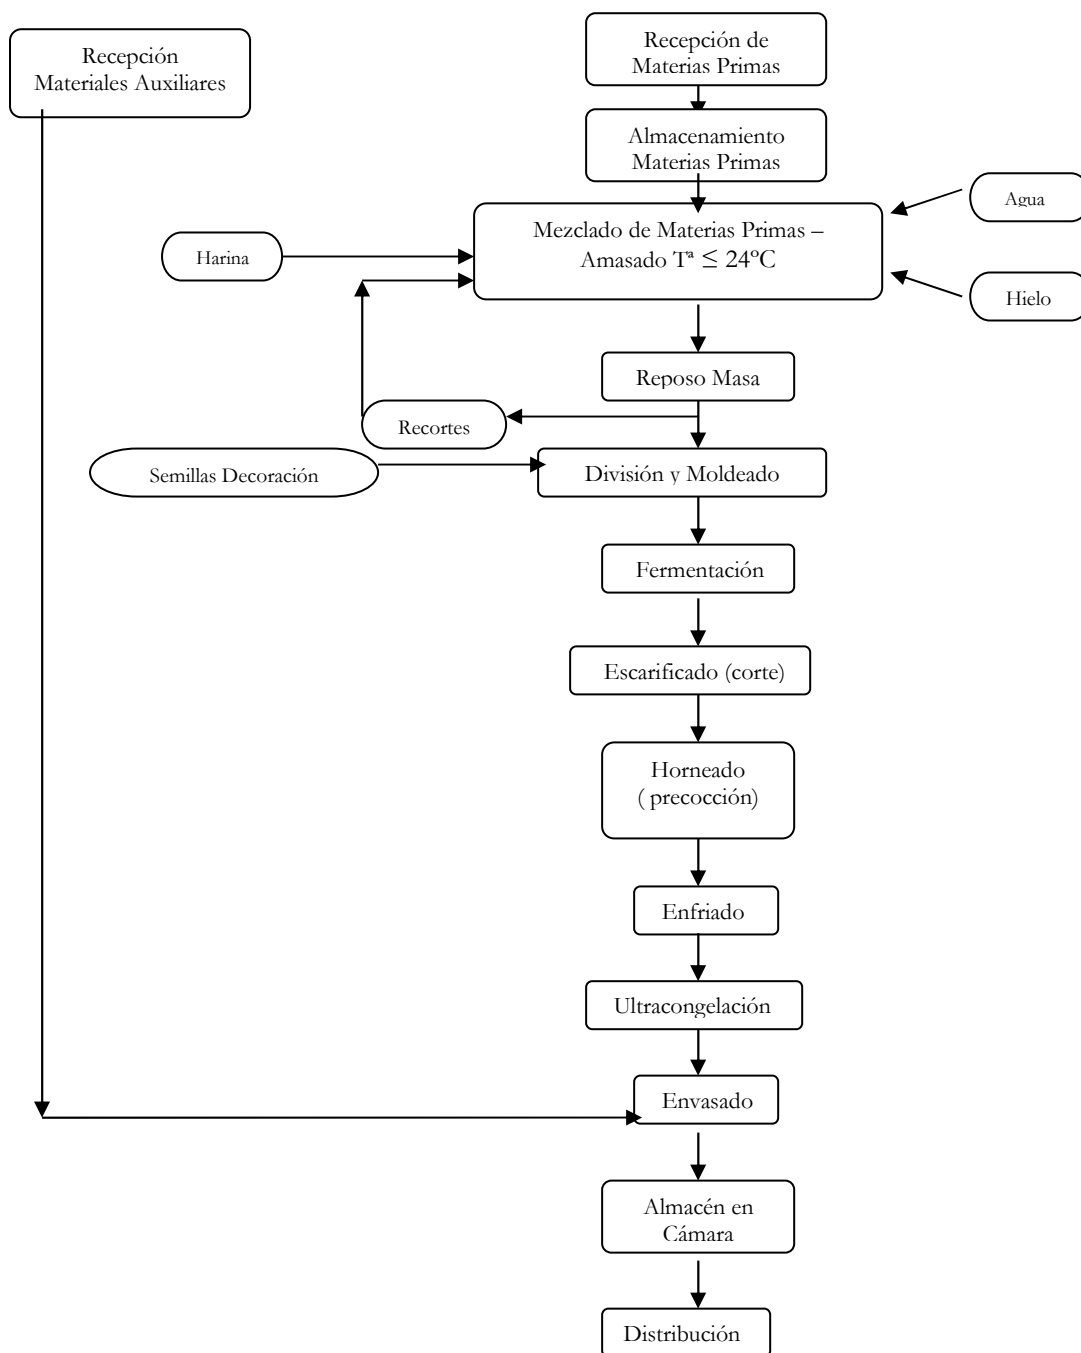 Recepción
Materiales Auxiliares
Recepción de
Materias Primas
Almacenamiento
Materias Primas
Mezclado de Materias Primas –
Amasado Tª ≤ 24ºC
Agua
Harina
Hielo
Reposo Masa
Recortes
Semillas Decoración
División y Moldeado
Fermentación
Escarificado (corte)
Horneado
( precocción)
Enfriado
Ultracongelación
Envasado
Almacén en
Cámara
Distribución